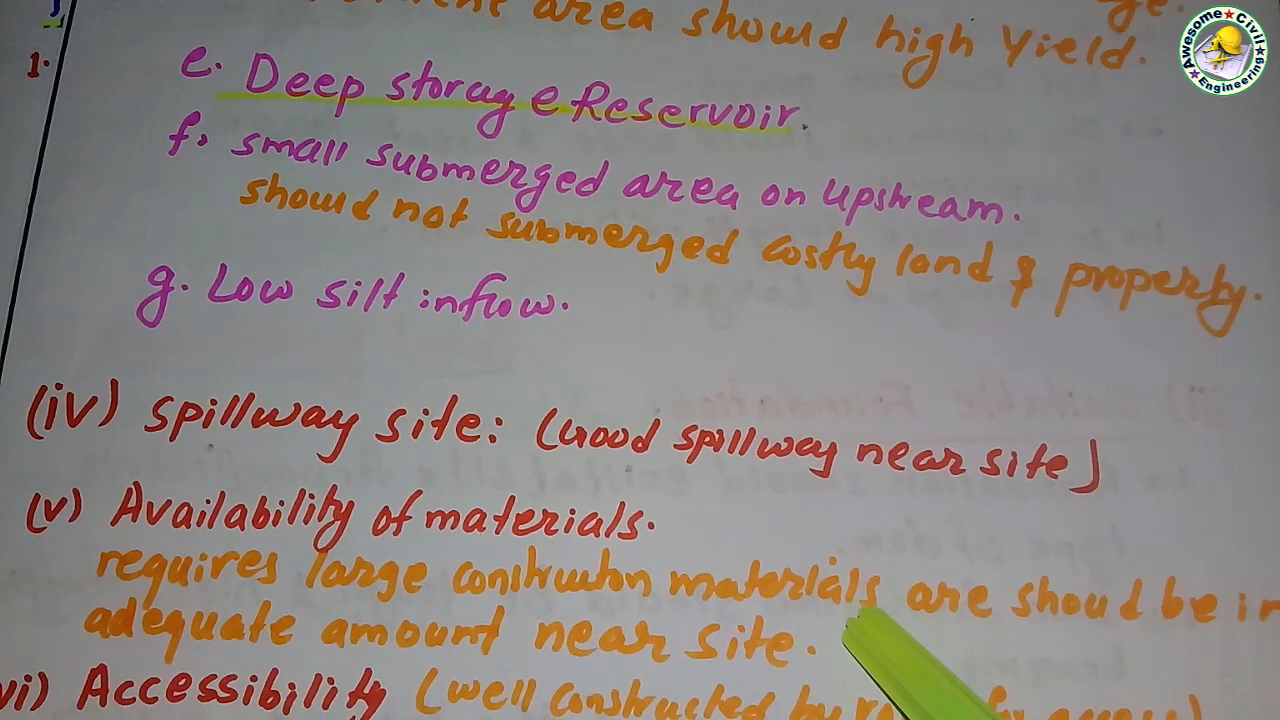 area should high Yield.
1.
e. Deep storage Reservoir.
f. small submerged area on upstream.
should not submerged costly land & property.
g. Low silt inflow.
(iv) spillway site: (Good spillway near site)
(v) Availability of materials.
requires large construction materials are should be in
adequate amount near site.
vi) Accessibility (well constructed by
Awesome Civil Engineering